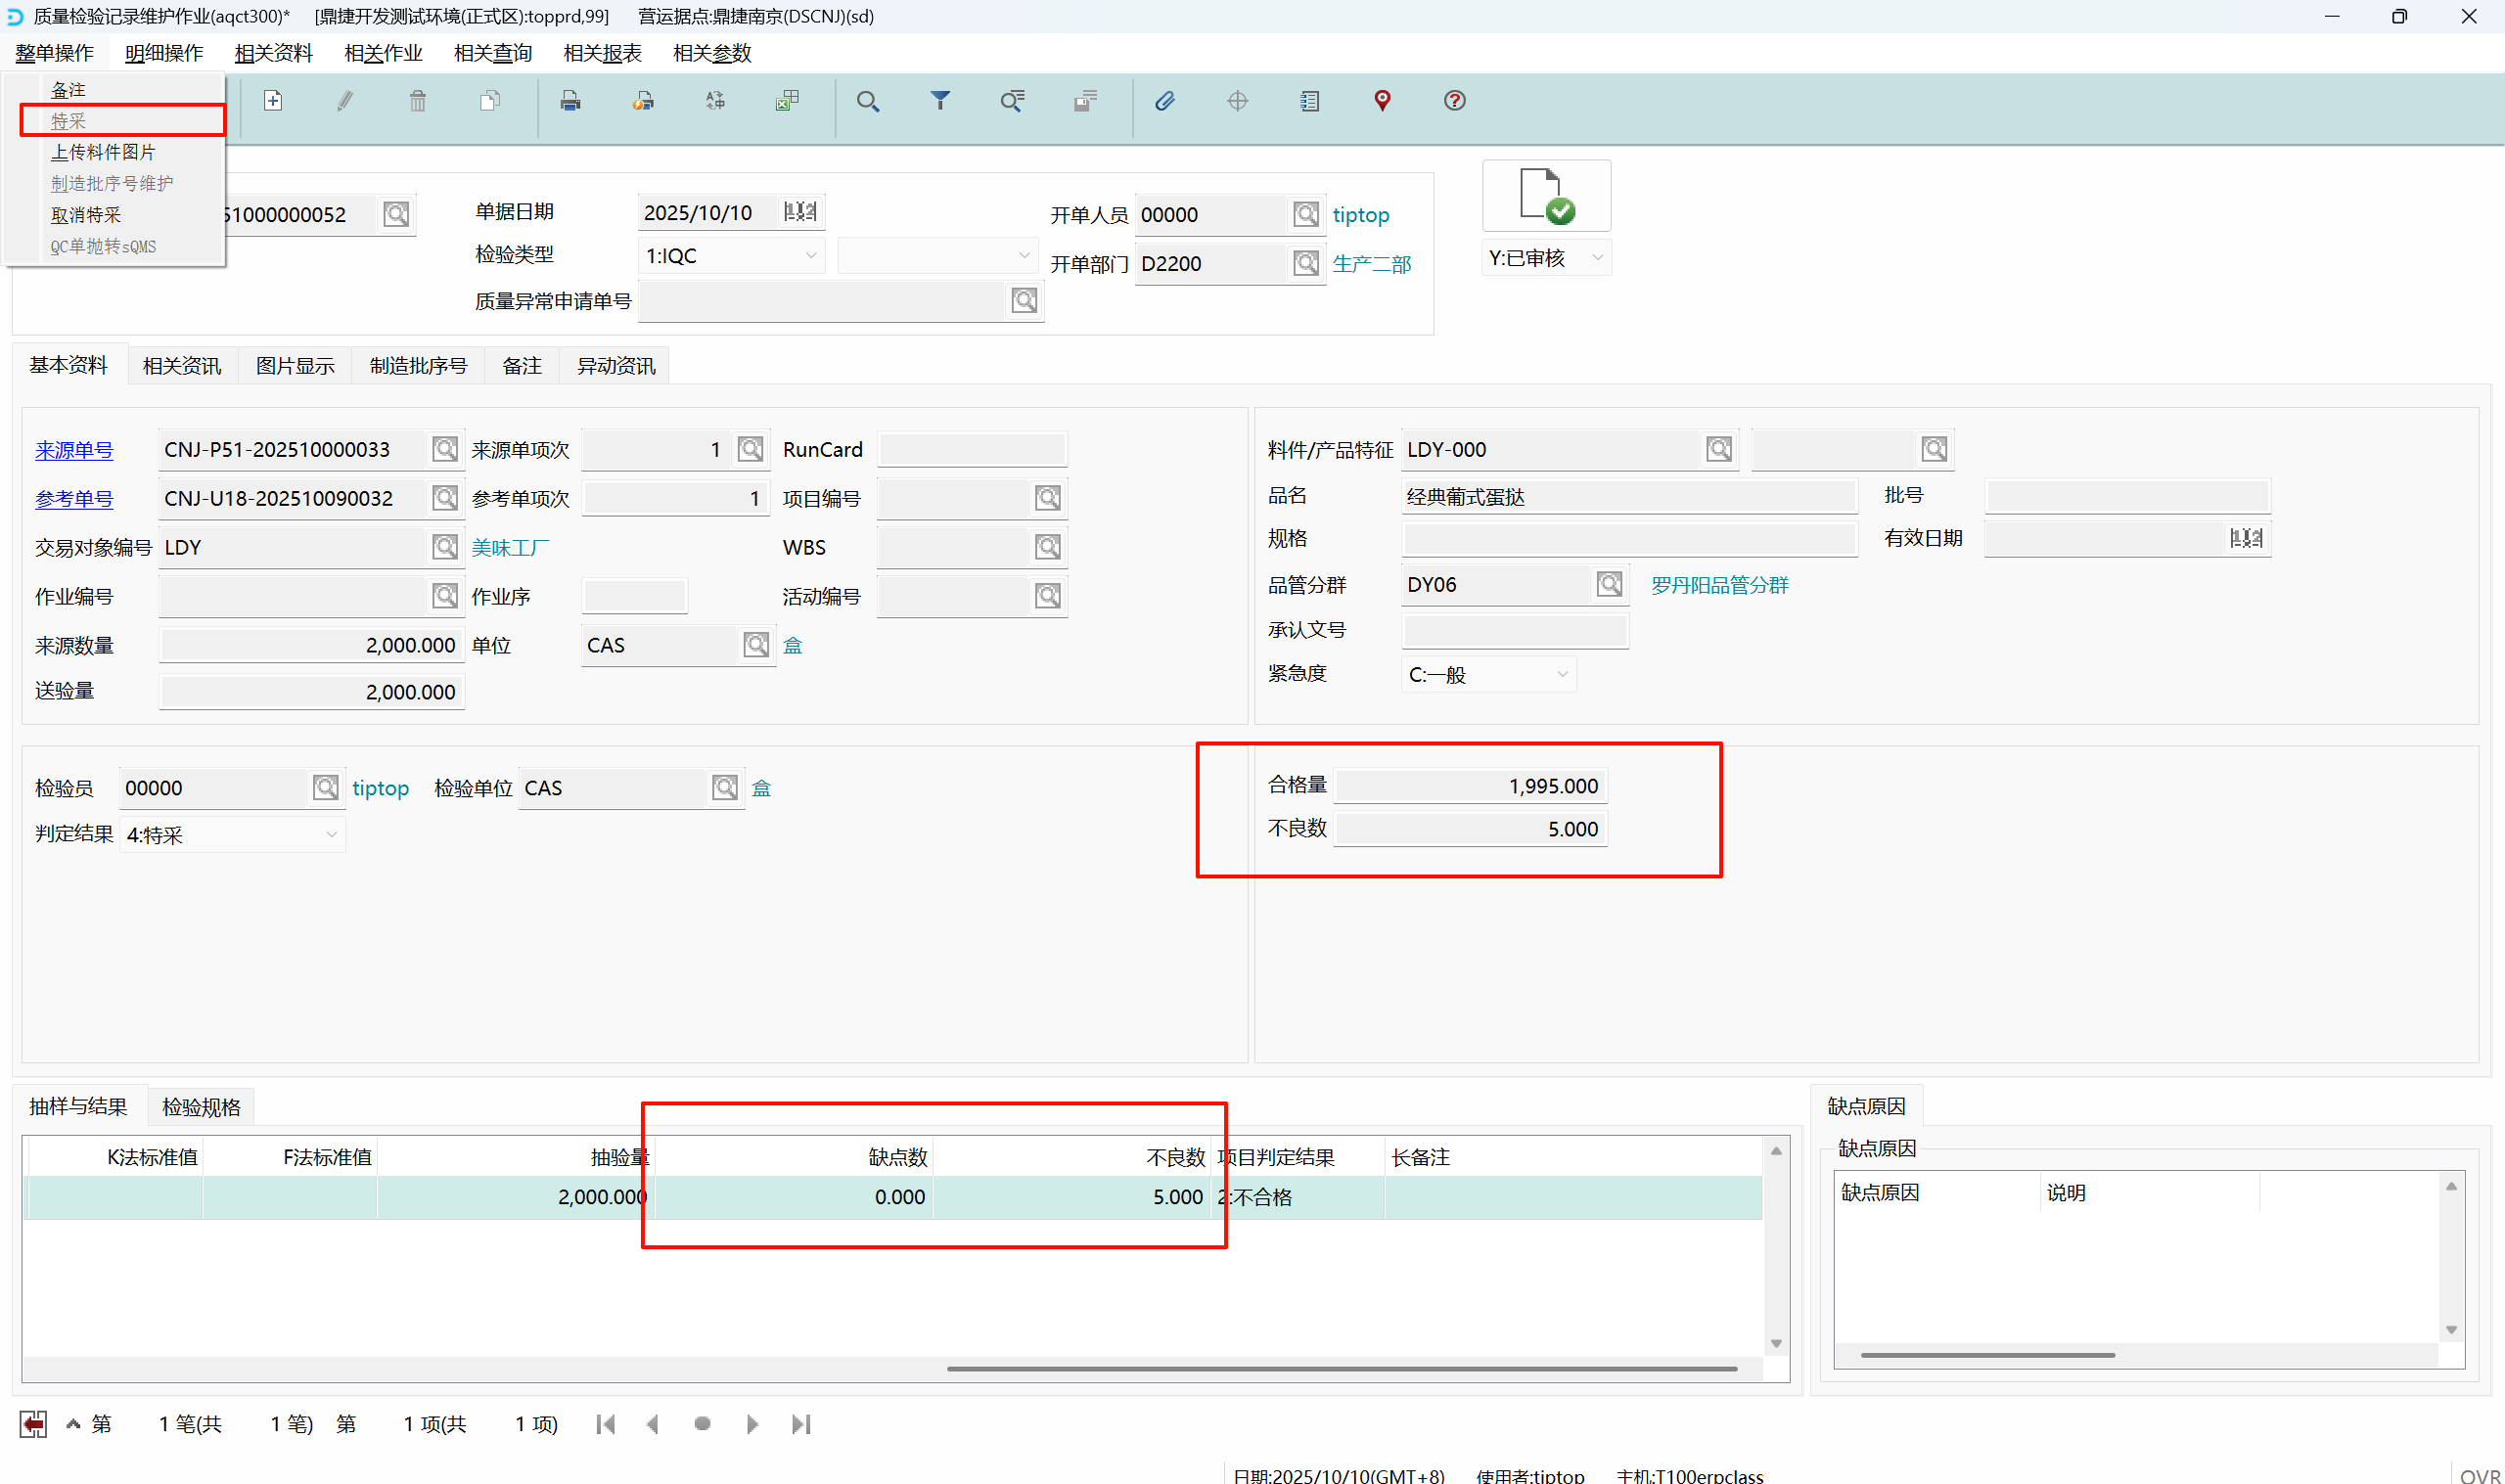 质量检验记录维护作业(aqct300)* [鼎捷开发测试环境(正式区):topprd,99] 营运据点:鼎捷南京(DSCNJ)(sd)
整单操作 明细操作 相关资料 相关作业 相关查询 相关报表 相关参数
备注
特采
上传料件图片
制造批序号维护
取消特采
QC单抛转sQMS
51000000052 单据日期 2025/10/10 开单人员 00000 tiptop
检验类型 1:IQC 开单部门 D2200 生产二部 Y:已审核
质量异常申请单号
基本资料 相关资讯 图片显示 制造批序号 备注 异动资讯
来源单号 CNJ-P51-202510000033 来源单项次 1 RunCard 料件/产品特征 LDY-000
参考单号 CNJ-U18-202510090032 参考单项次 1 项目编号 品名 经典葡式蛋挞 批号
交易对象编号 LDY 美味工厂 WBS 规格 有效日期
作业编号 作业序 活动编号 品管分群 DY06 罗丹阳品管分群
承认文号
来源数量 2,000.000 单位 CAS 盒 紧急度 C:一般
送验量 2,000.000
检验员 00000 tiptop 检验单位 CAS 盒 合格量 1,995.000
判定结果 4:特采 不良数 5.000
抽样与结果 检验规格 缺点原因
缺点原因
K法标准值 F法标准值 抽验量 缺点数 不良数 项目判定结果 长备注
2,000.000 0.000 5.000 2:不合格 缺点原因 说明
第 1 笔(共 1 笔) 第 1 项(共 1 项)
日期:2025/10/10(GMT+8) 使用者:tiptop 主机:T100erpclass OVR